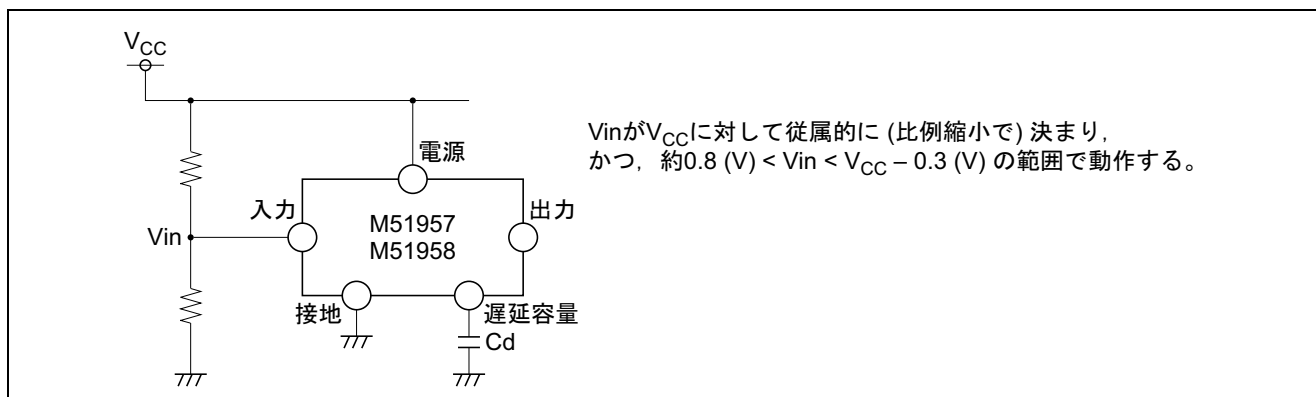 VCC
VinがVCCに対して従属的に (比例縮小で) 決まり,
かつ, 約0.8 (V) < Vin < VCC – 0.3 (V) の範囲で動作する。
電源
入力
出力
M51957
M51958
Vin
接地
遅延容量
Cd